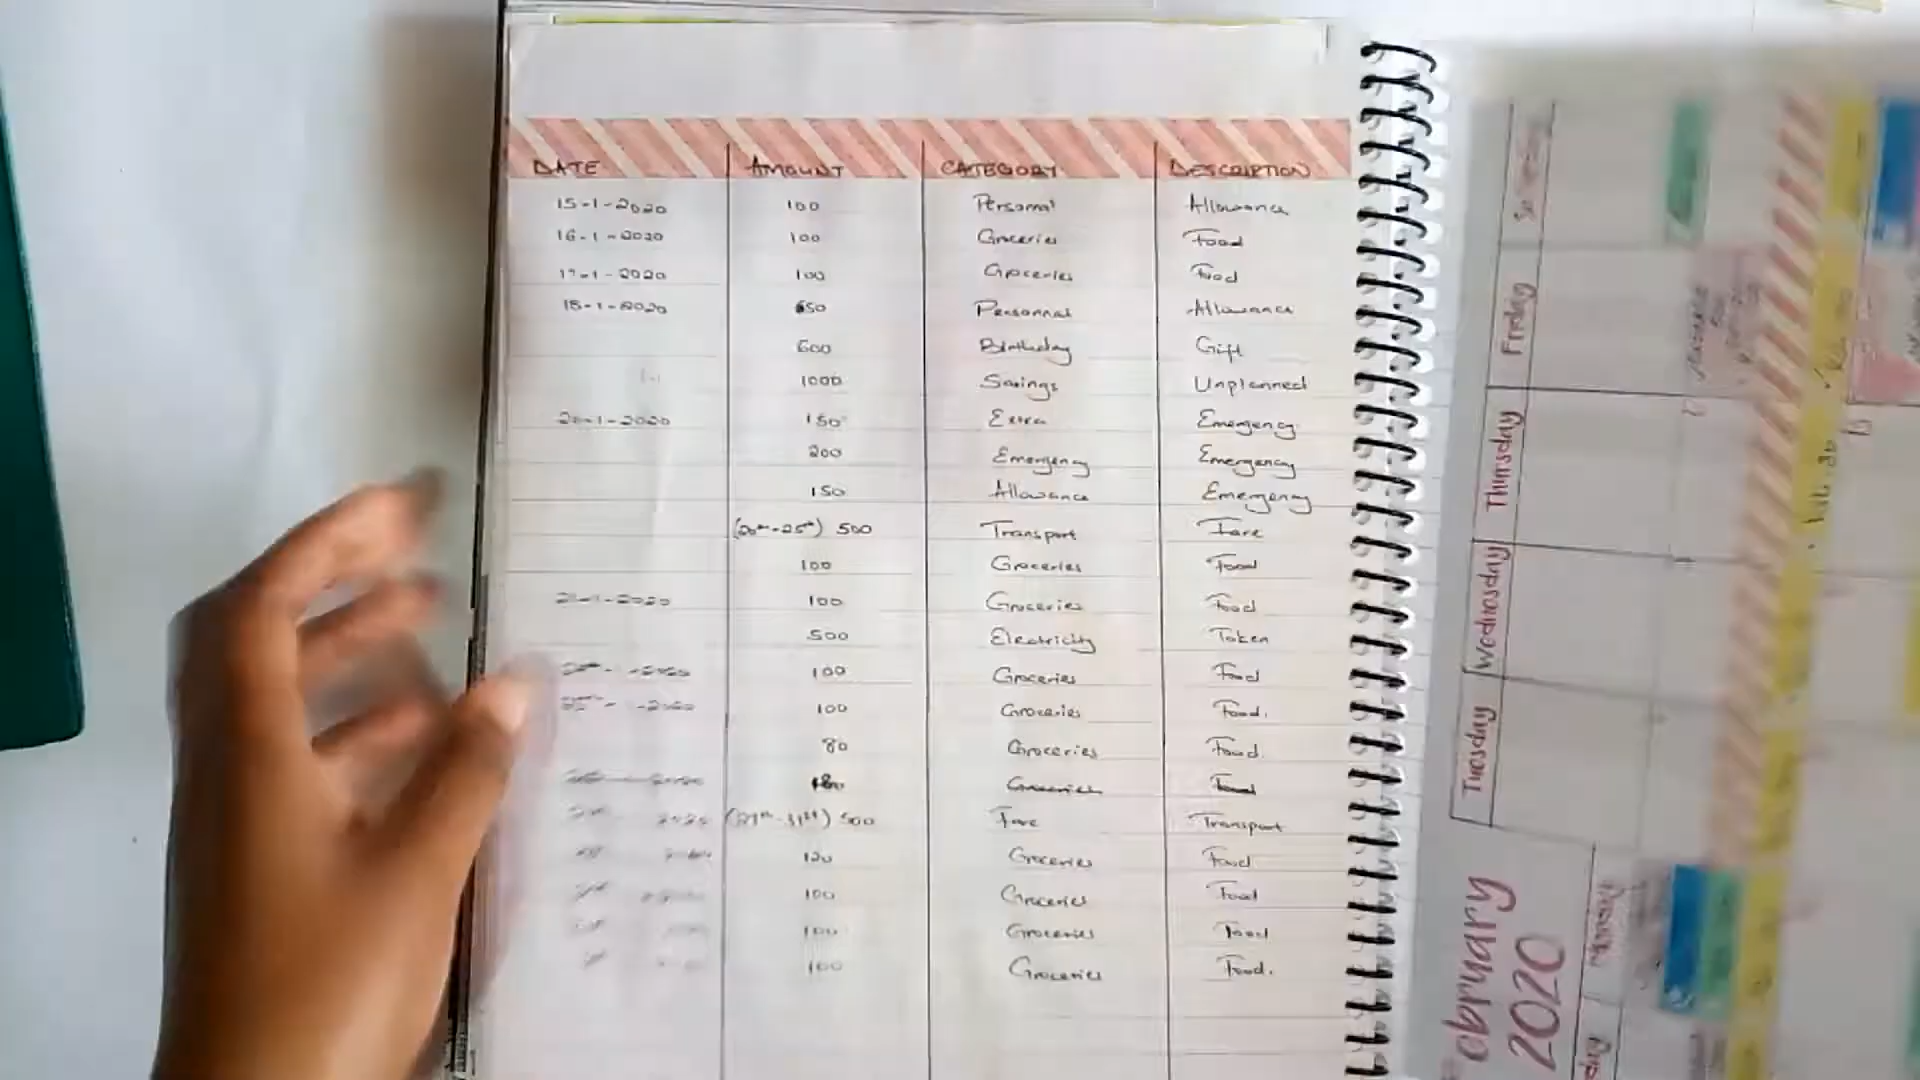 DATE AMOUNT CATEGORY DESCRIPTION
15-1-2020 100 Personal Allowance
16-1-2020 100 Groceries Food
17-1-2020 100 Groceries Food
18-1-2020 650 Personal Allowance
600 Birthday Gift
1000 Savings Unplanned
20-1-2020 150 Extra Emergency
200 Emergency Emergency
150 Allowance Emergency
(20th-25th) 500 Transport Fare
100 Groceries Food
21-1-2020 100 Groceries Food
500 Electricity Token
100 Groceries Food
100 Groceries Food.
80 Groceries Food.
Groceries Food
(27th-31st) 500 Fare Transport
120 Groceries Food
100 Groceries Food
100 Groceries Food
100 Groceries Food.
Friday
Thursday
Wednesday
Tuesday
Monday
February
2020